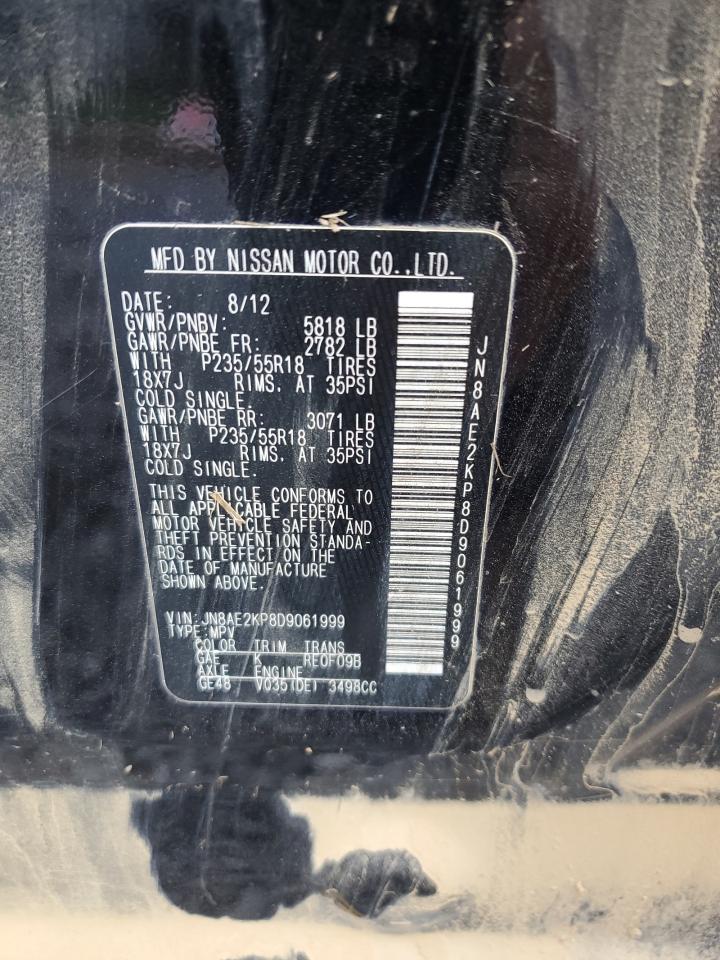 MFD BY NISSAN MOTOR CO.,LTD.
DATE: 8/12
GVWR/PNBV: 5818 LB
GAWR/PNBE FR: 2782 LB
WITH P235/55R18 TIRES
18X7J RIMS. AT 35PSI
COLD SINGLE.
GAWR/PNBE RR: 3071 LB
WITH P235/55R18 TIRES
18X7J RIMS. AT 35PSI
COLD SINGLE.
THIS VEHICLE CONFORMS TO
ALL APPLICABLE FEDERAL
MOTOR VEHICLE SAFETY AND
THEFT PREVENTION STANDA-
RDS IN EFFECT ON THE
DATE OF MANUFACTURE
SHOWN ABOVE.
VIN:JN8AE2KP8D9061999
TYPE:MPV
COLOR TRIM TRANS
GAE K RE0F09B
AXLE ENGINE
GE48 VQ35(DE) 3498CC
JN8AE2KP8D9061999